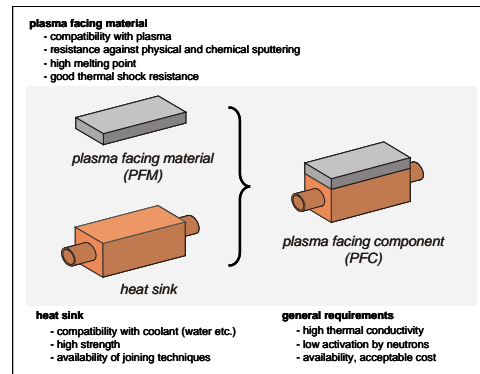 plasma facing material
- compatibility with plasma
- resistance against physical and chemical sputtering
- high melting point
- good thermal shock resistance
plasma facing material
(PFM)
plasma facing component
(PFC)
heat sink
heat sink
- compatibility with coolant (water etc.)
- high strength
- availability of joining techniques
general requirements
- high thermal conductivity
- low activation by neutrons
- availability, acceptable cost